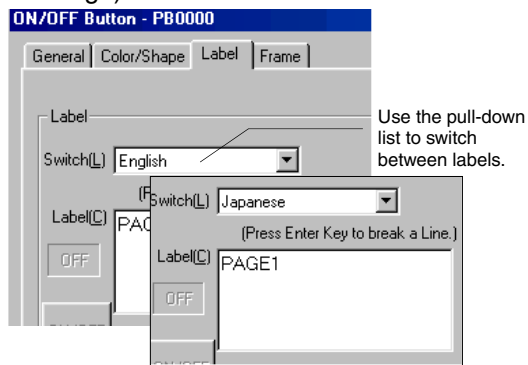 ON/OFF Button - PB0000
General Color/Shape Label Frame
Label
Use the pull-down
list to switch
between labels.
Switch(L) English
Label(C)
OFF
Switch(L) Japanese
(Press Enter Key to break a Line.)
Label(C) PAGE1
OFF